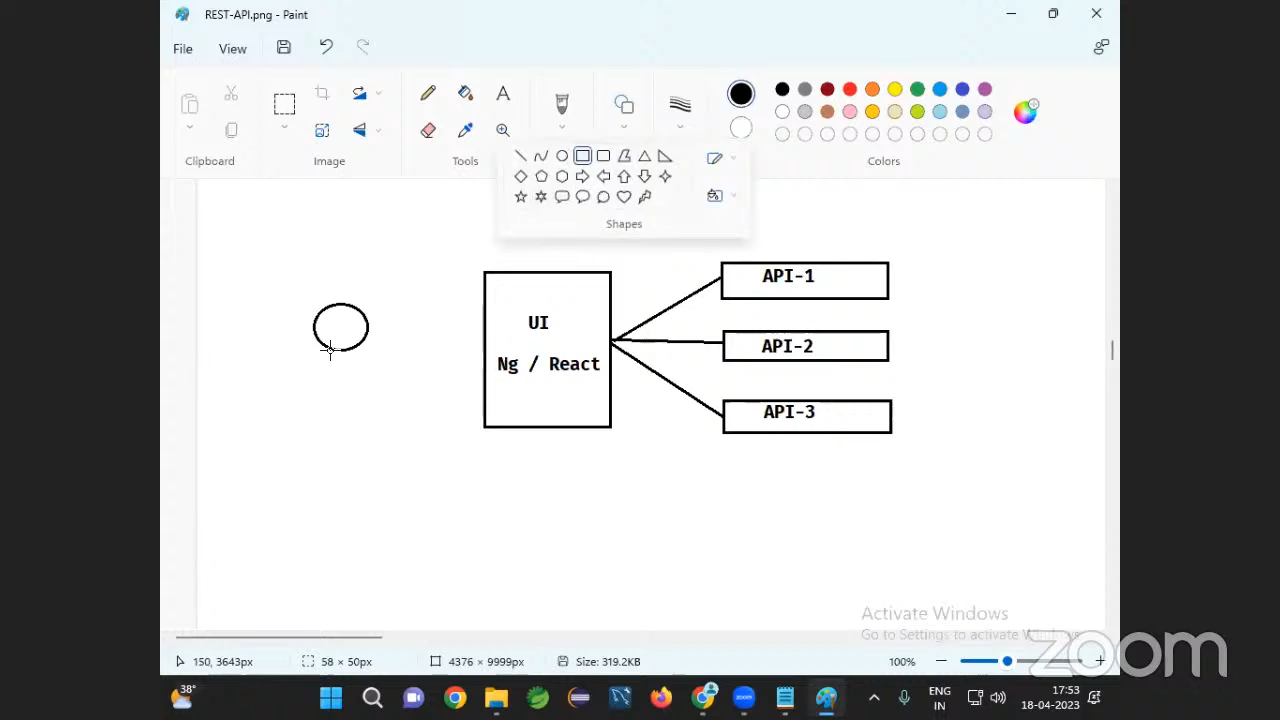 REST-API.png - Paint
File View
Clipboard
Image
Tools
Shapes
Colors
API-1
UI
API-2
Ng / React
API-3
Activate Windows
Go to Settings to activate Windows.
zoom
150, 3643px
58 × 50px
4376 × 9999px
Size: 319.2KB
100%
38°
zoom
ENG
IN
17:53
18-04-2023